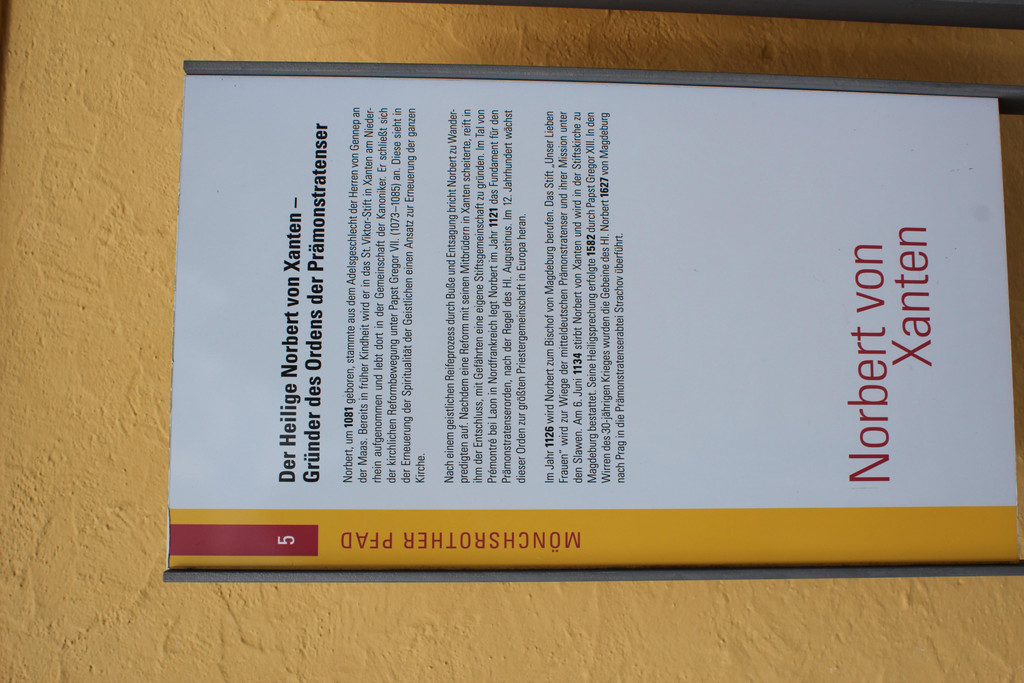 Der Heilige Norbert von Xanten –
Gründer des Ordens der Prämonstratenser
Norbert, um 1081 geboren, stammte aus dem Adelsgeschlecht der Herren von Gennep an
der Maas. Bereits in früher Kindheit wird er in das St. Viktor-Stift in Xanten am Nieder-
rhein aufgenommen und lebt dort in der Gemeinschaft der Kanoniker. Er schließt sich
der kirchlichen Reformbewegung unter Papst Gregor VII. (1073–1085) an. Diese sieht in
der Erneuerung der Spiritualität der Geistlichen einen Ansatz zur Erneuerung der ganzen
Kirche.
Nach einem geistlichen Reifeprozess durch Buße und Entsagung bricht Norbert zu Wander-
predigten auf. Nachdem eine Reform mit seinen Mitbrüdern in Xanten scheiterte, reift in
ihm der Entschluss, mit Gefährten eine eigene Stiftsgemeinschaft zu gründen. Im Tal von
Prémontré bei Laon in Nordfrankreich legt Norbert im Jahr 1121 das Fundament für den
Prämonstratenserorden, nach der Regel des Hl. Augustinus. Im 12. Jahrhundert wächst
dieser Orden zur größten Priestergemeinschaft in Europa heran.
Im Jahr 1126 wird Norbert zum Bischof von Magdeburg berufen. Das Stift „Unser Lieben
Frauen“ wird zur Wiege der mitteldeutschen Prämonstratenser und ihrer Mission unter
den Slawen. Am 6. Juni 1134 stirbt Norbert von Xanten und wird in der Stiftskirche zu
Magdeburg bestattet. Seine Heiligsprechung erfolgte 1582 durch Papst Gregor XIII. In den
Wirren des 30-jährigen Krieges wurden die Gebeine des Hl. Norbert 1627 von Magdeburg
nach Prag in die Prämonstratenserabtei Strachov überführt.
Norbert von
Xanten
5
MÖNCHSROTHER PFAD